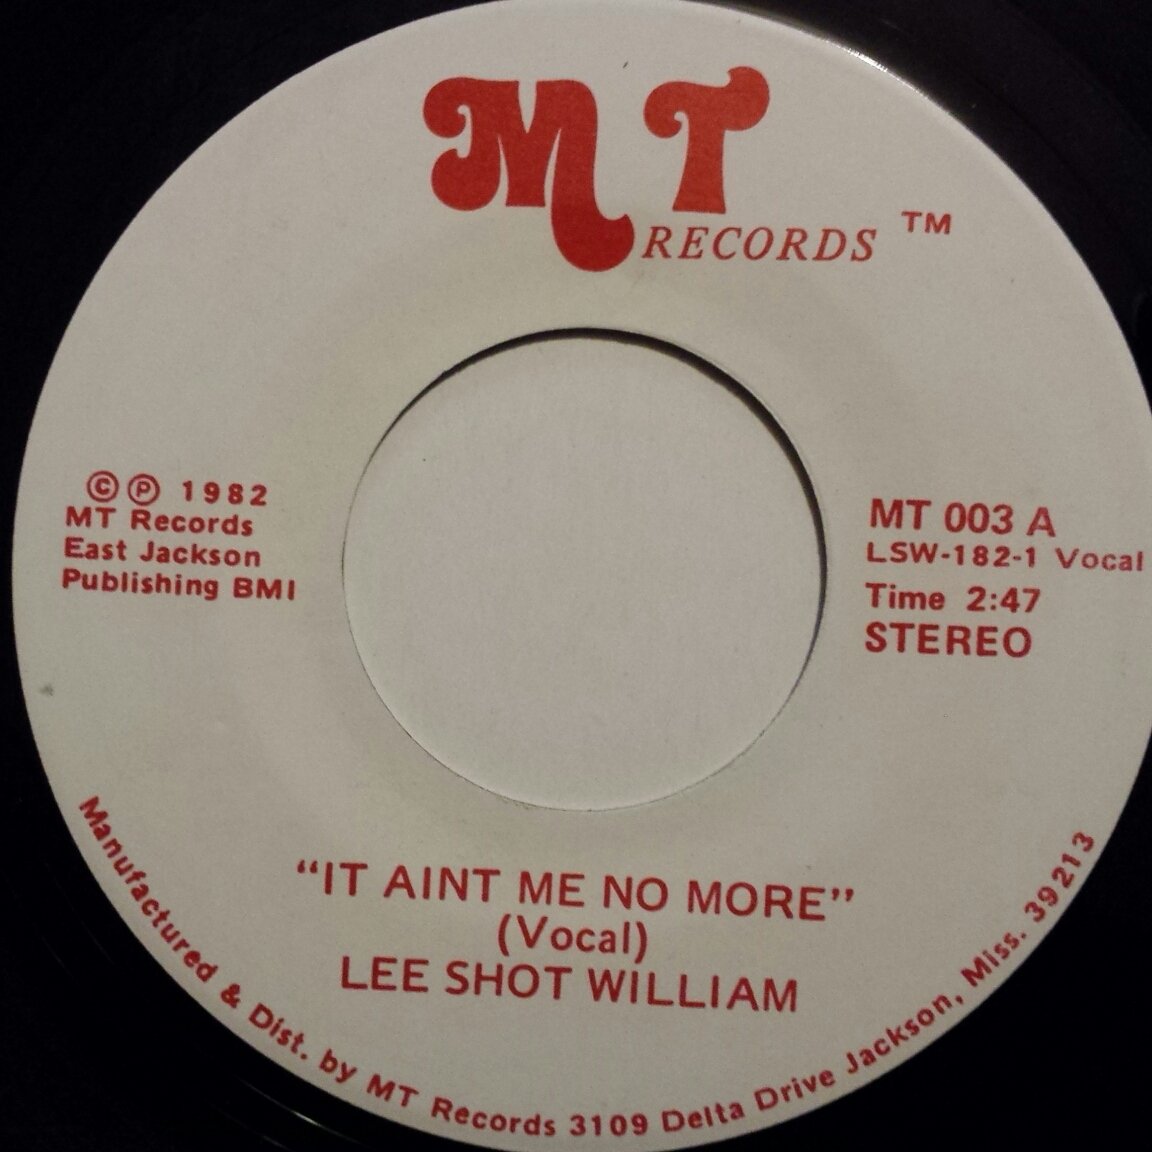 MT
RECORDS ™
© ℗ 1982
MT Records
East Jackson
Publishing BMI
MT 003 A
LSW-182-1 Vocal
Time 2:47
STEREO
“IT AINT ME NO MORE”
(Vocal)
LEE SHOT WILLIAM
Manufactured & Dist. by MT Records 3109 Delta Drive Jackson, Miss. 39213